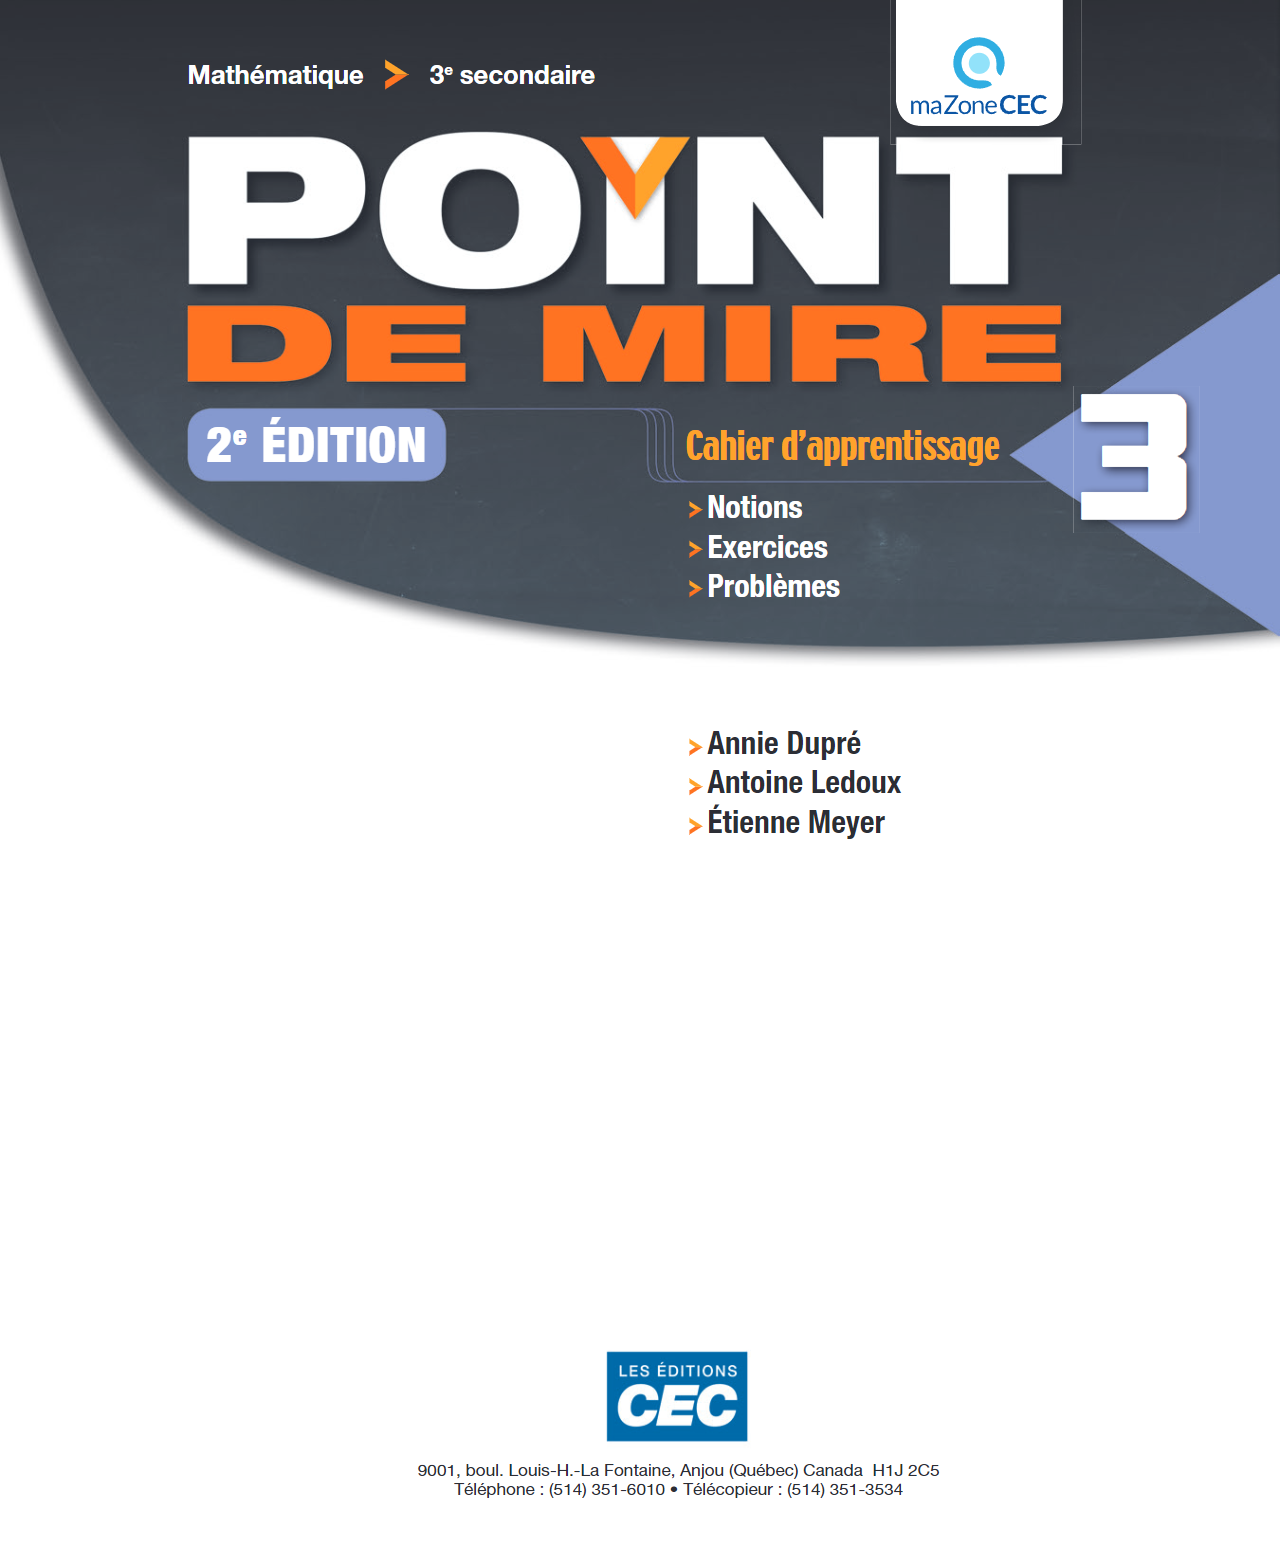 Mathématique > 3e secondaire
maZoneCEC
POINT
DE MIRE
2e ÉDITION
Cahier d'apprentissage
3
> Notions
> Exercices
> Problèmes
> Annie Dupré
> Antoine Ledoux
> Étienne Meyer
LES ÉDITIONS
CEC
9001, boul. Louis-H.-La Fontaine, Anjou (Québec) Canada H1J 2C5
Téléphone : (514) 351-6010 • Télécopieur : (514) 351-3534